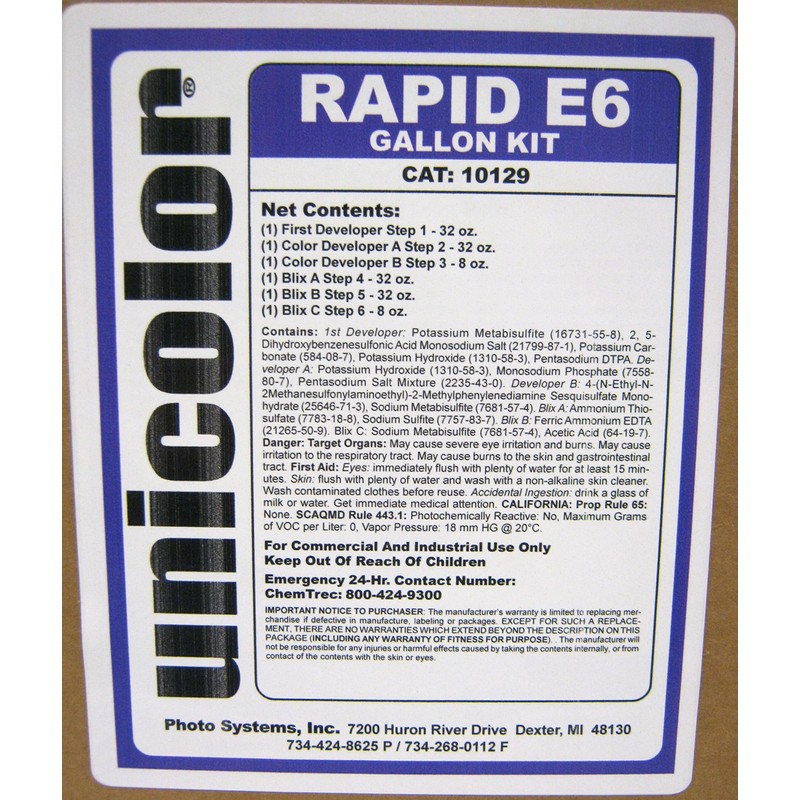 unicolor®
RAPID E6
GALLON KIT
CAT: 10129
Net Contents:
(1) First Developer Step 1 - 32 oz.
(1) Color Developer A Step 2 - 32 oz.
(1) Color Developer B Step 3 - 8 oz.
(1) Blix A Step 4 - 32 oz.
(1) Blix B Step 5 - 32 oz.
(1) Blix C Step 6 - 8 oz.
Contains: 1st Developer: Potassium Metabisulfite (16731-55-8), 2, 5-
Dihydroxybenzenesulfonic Acid Monosodium Salt (21799-87-1), Potassium Car-
bonate (584-08-7), Potassium Hydroxide (1310-58-3), Pentasodium DTPA. De-
veloper A: Potassium Hydroxide (1310-58-3), Monosodium Phosphate (7558-
80-7), Pentasodium Salt Mixture (2235-43-0). Developer B: 4-(N-Ethyl-N-
2Methanesulfonylaminoethyl)-2-Methylphenylenediamine Sesquisulfate Mono-
hydrate (25646-71-3), Sodium Metabisulfite (7681-57-4). Blix A: Ammonium Thio-
sulfate (7783-18-8), Sodium Sulfite (7757-83-7). Blix B: Ferric Ammonium EDTA
(21265-50-9). Blix C: Sodium Metabisulfite (7681-57-4), Acetic Acid (64-19-7).
Danger: Target Organs: May cause severe eye irritation and burns. May cause
irritation to the respiratory tract. May cause burns to the skin and gastrointestinal
tract. First Aid: Eyes: immediately flush with plenty of water for at least 15 min-
utes. Skin: flush with plenty of water and wash with a non-alkaline skin cleaner.
Wash contaminated clothes before reuse. Accidental Ingestion: drink a glass of
milk or water. Get immediate medical attention. CALIFORNIA: Prop Rule 65:
None. SCAQMD Rule 443.1: Photochemically Reactive: No, Maximum Grams
of VOC per Liter: 0, Vapor Pressure: 18 mm HG @ 20°C.
For Commercial And Industrial Use Only
Keep Out Of Reach Of Children
Emergency 24-Hr. Contact Number:
ChemTrec: 800-424-9300
IMPORTANT NOTICE TO PURCHASER: The manufacturer's warranty is limited to replacing mer-
chandise if defective in manufacture, labeling or packages. EXCEPT FOR SUCH A REPLACE-
MENT, THERE ARE NO WARRANTIES WHICH EXTEND BEYOND THE DESCRIPTION ON THIS
PACKAGE (INCLUDING ANY WARRANTY OF FITNESS FOR PURPOSE). . The manufacturer will
not be responsible for any injuries or harmful effects caused by taking the contents internally, or from
contact of the contents with the skin or eyes.
Photo Systems, Inc. 7200 Huron River Drive Dexter, MI 48130
734-424-8625 P / 734-268-0112 F